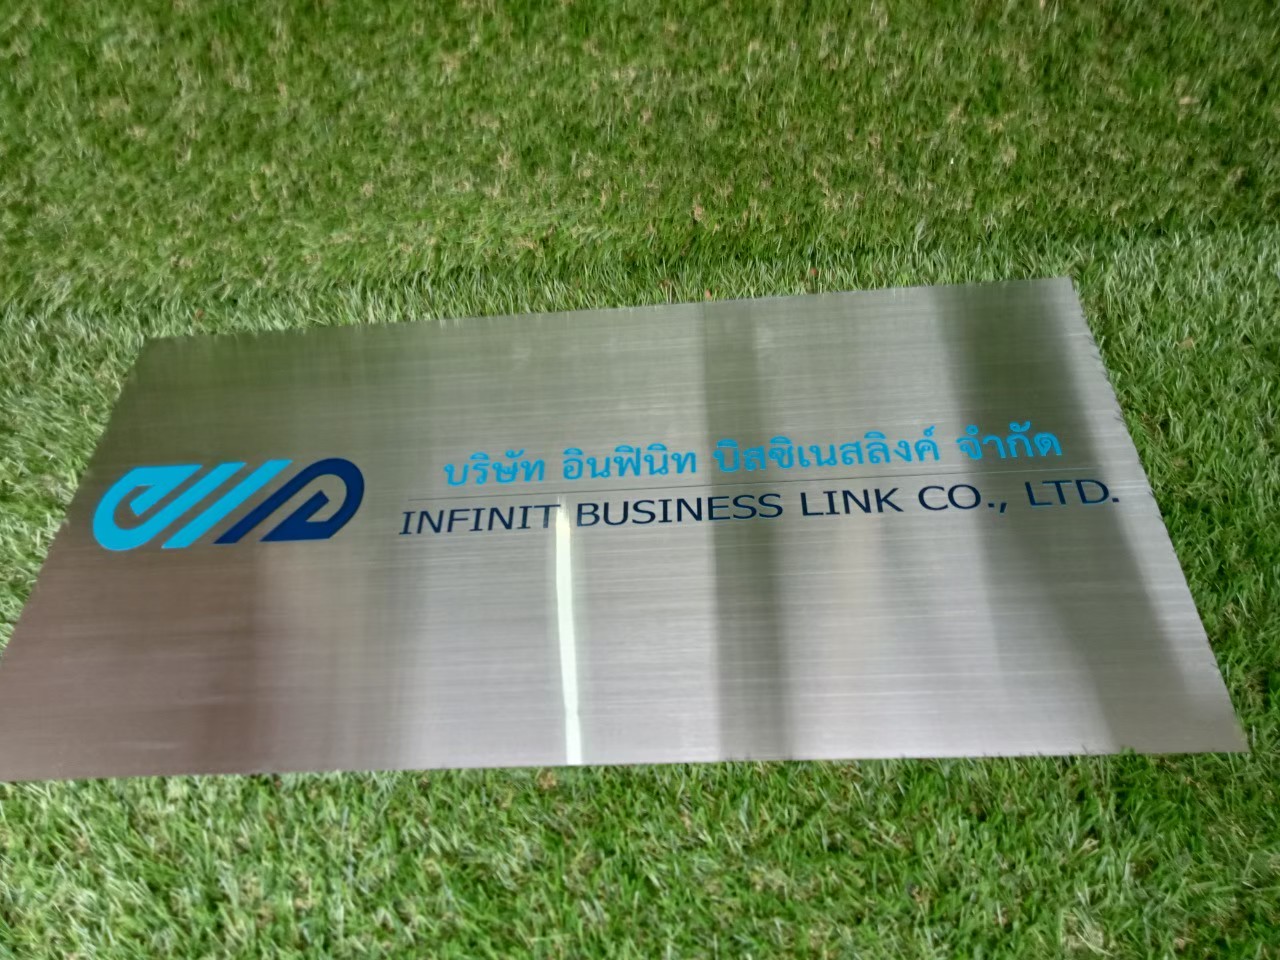 บริษัท อินฟินิท บิสซิเนสลิงค์ จำกัด
INFINIT BUSINESS LINK CO., LTD.